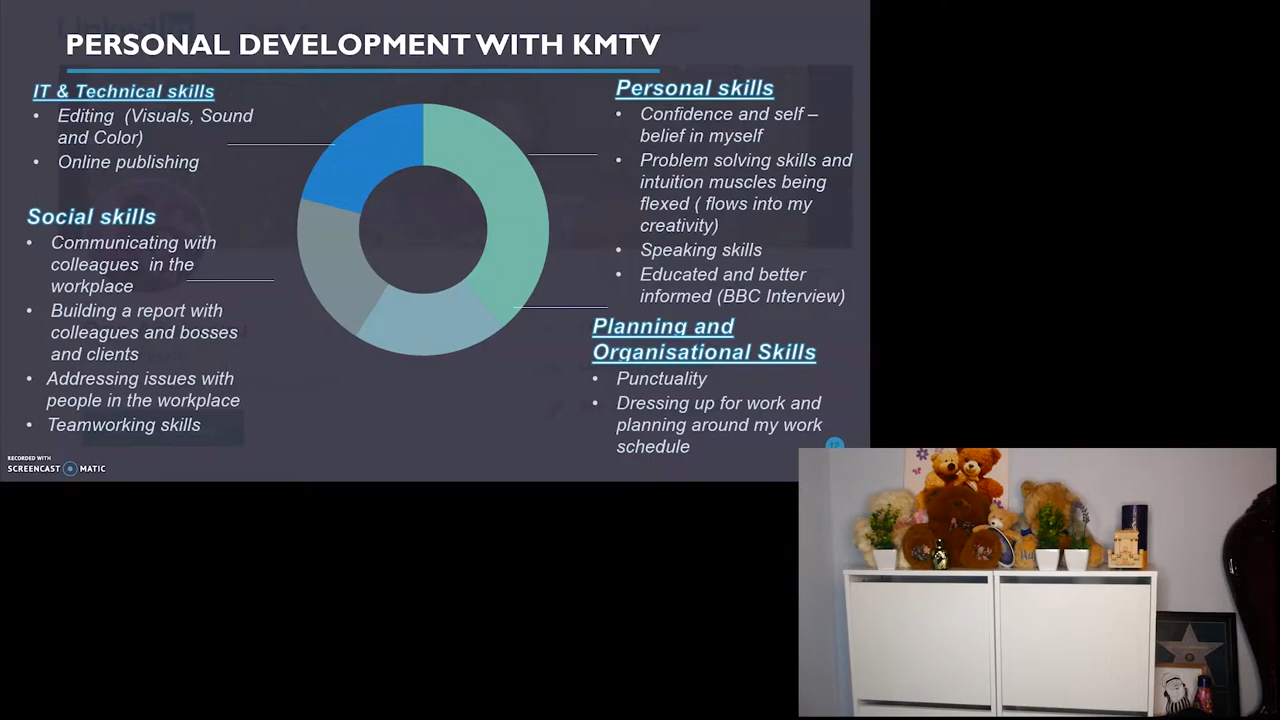 PERSONAL DEVELOPMENT WITH KMTV
IT & Technical skills
• Editing (Visuals, Sound
and Color)
• Online publishing
Social skills
• Communicating with
colleagues in the
workplace
• Building a report with
colleagues and bosses
and clients
• Addressing issues with
people in the workplace
• Teamworking skills
Personal skills
• Confidence and self –
belief in myself
• Problem solving skills and
intuition muscles being
flexed ( flows into my
creativity)
• Speaking skills
• Educated and better
informed (BBC Interview)
Planning and
Organisational Skills
• Punctuality
• Dressing up for work and
planning around my work
schedule
12
RECORDED WITH
SCREENCAST MATIC